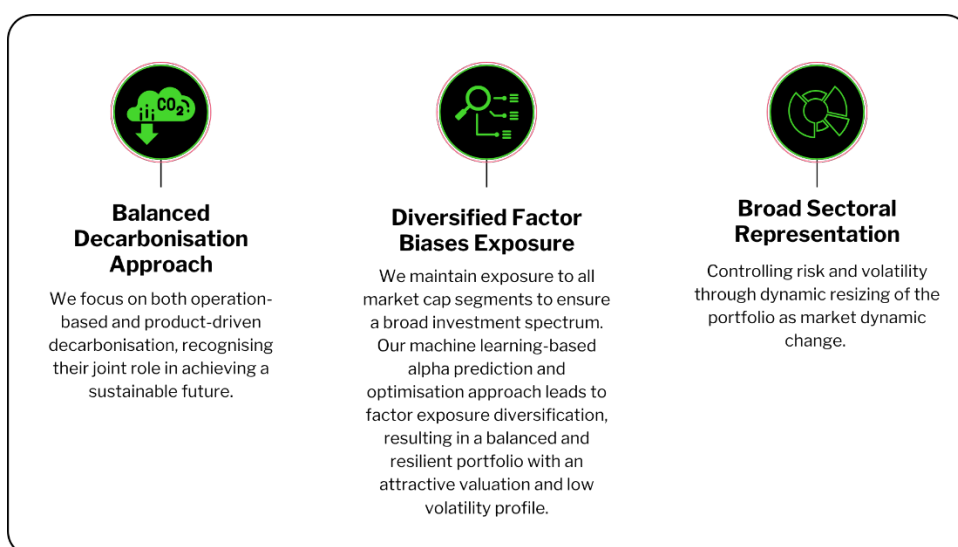 CO2
Balanced
Decarbonisation
Approach
We focus on both operation-
based and product-driven
decarbonisation, recognising
their joint role in achieving a
sustainable future.
Diversified Factor
Biases Exposure
We maintain exposure to all
market cap segments to ensure
a broad investment spectrum.
Our machine learning-based
alpha prediction and
optimisation approach leads to
factor exposure diversification,
resulting in a balanced and
resilient portfolio with an
attractive valuation and low
volatility profile.
Broad Sectoral
Representation
Controlling risk and volatility
through dynamic resizing of the
portfolio as market dynamic
change.